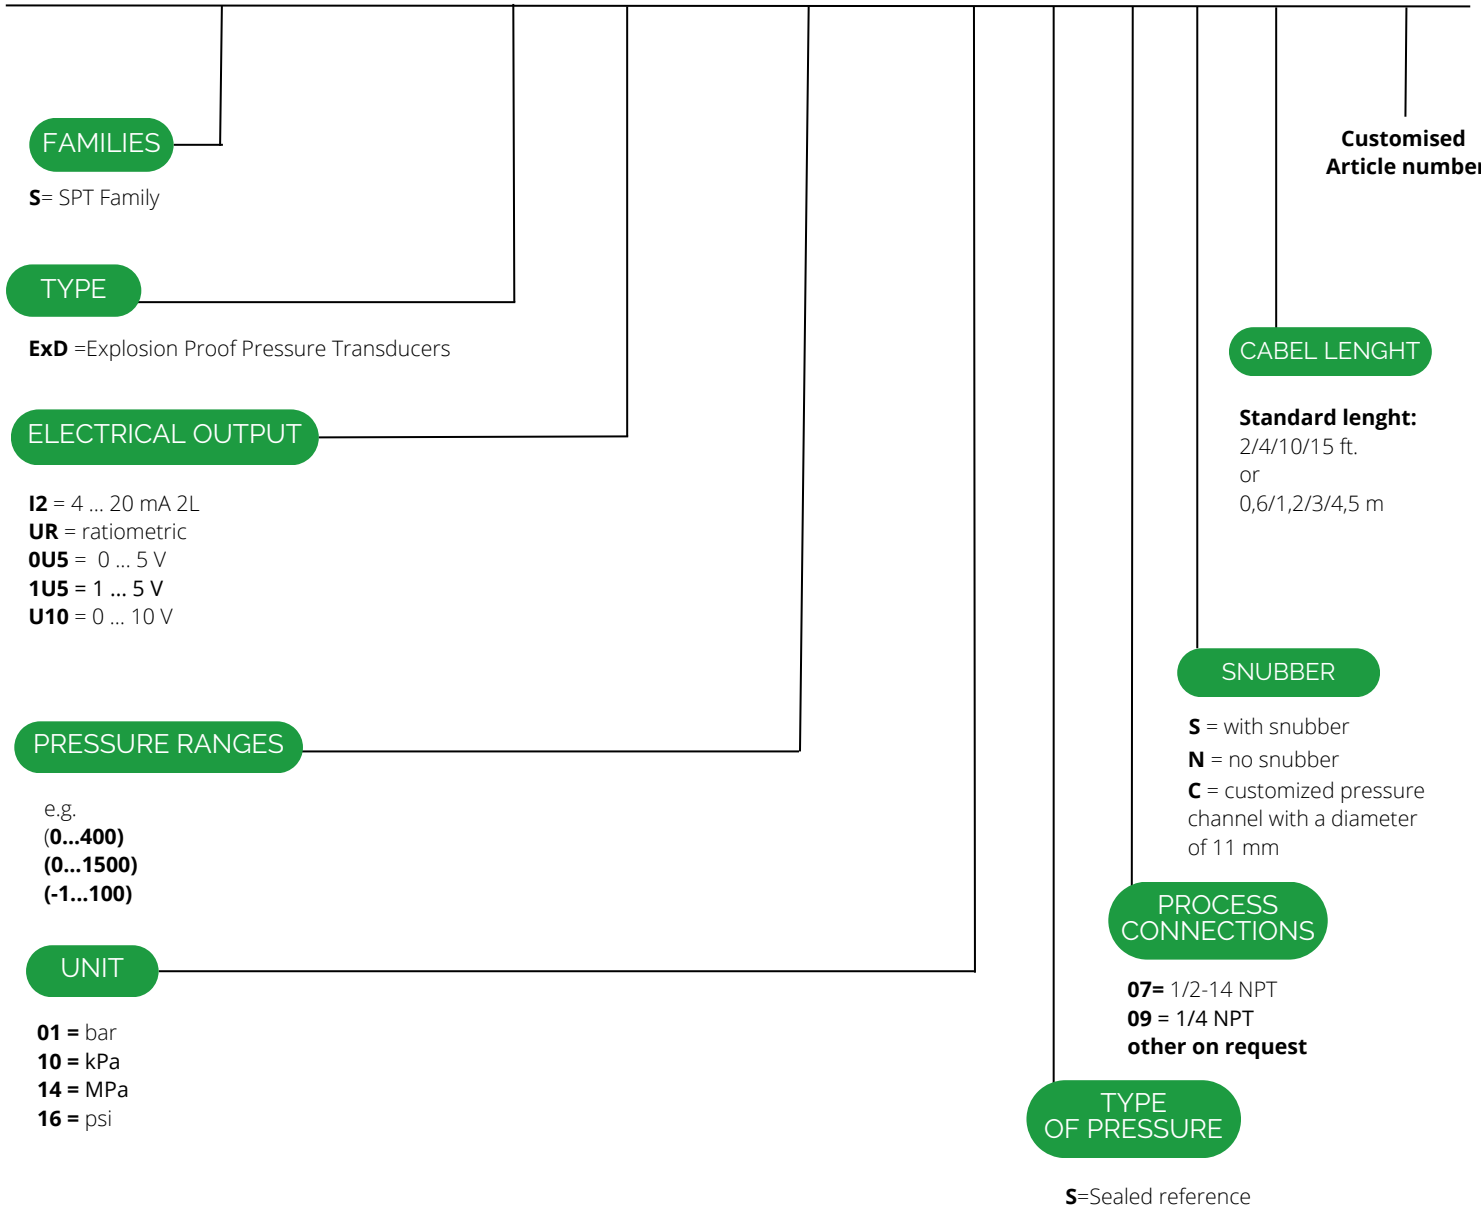 FAMILIES
S= SPT Family
TYPE
ExD =Explosion Proof Pressure Transducers
ELECTRICAL OUTPUT
I2 = 4 ... 20 mA 2L
UR = ratiometric
0U5 = 0 ... 5 V
1U5 = 1 ... 5 V
U10 = 0 ... 10 V
PRESSURE RANGES
e.g.
(0...400)
(0...1500)
(-1...100)
UNIT
01 = bar
10 = kPa
14 = MPa
16 = psi
Customised
Article number
CABEL LENGHT
Standard lenght:
2/4/10/15 ft.
or
0,6/1,2/3/4,5 m
SNUBBER
S = with snubber
N = no snubber
C = customized pressure
channel with a diameter
of 11 mm
PROCESS
CONNECTIONS
07= 1/2-14 NPT
09 = 1/4 NPT
other on request
TYPE
OF PRESSURE
S=Sealed reference